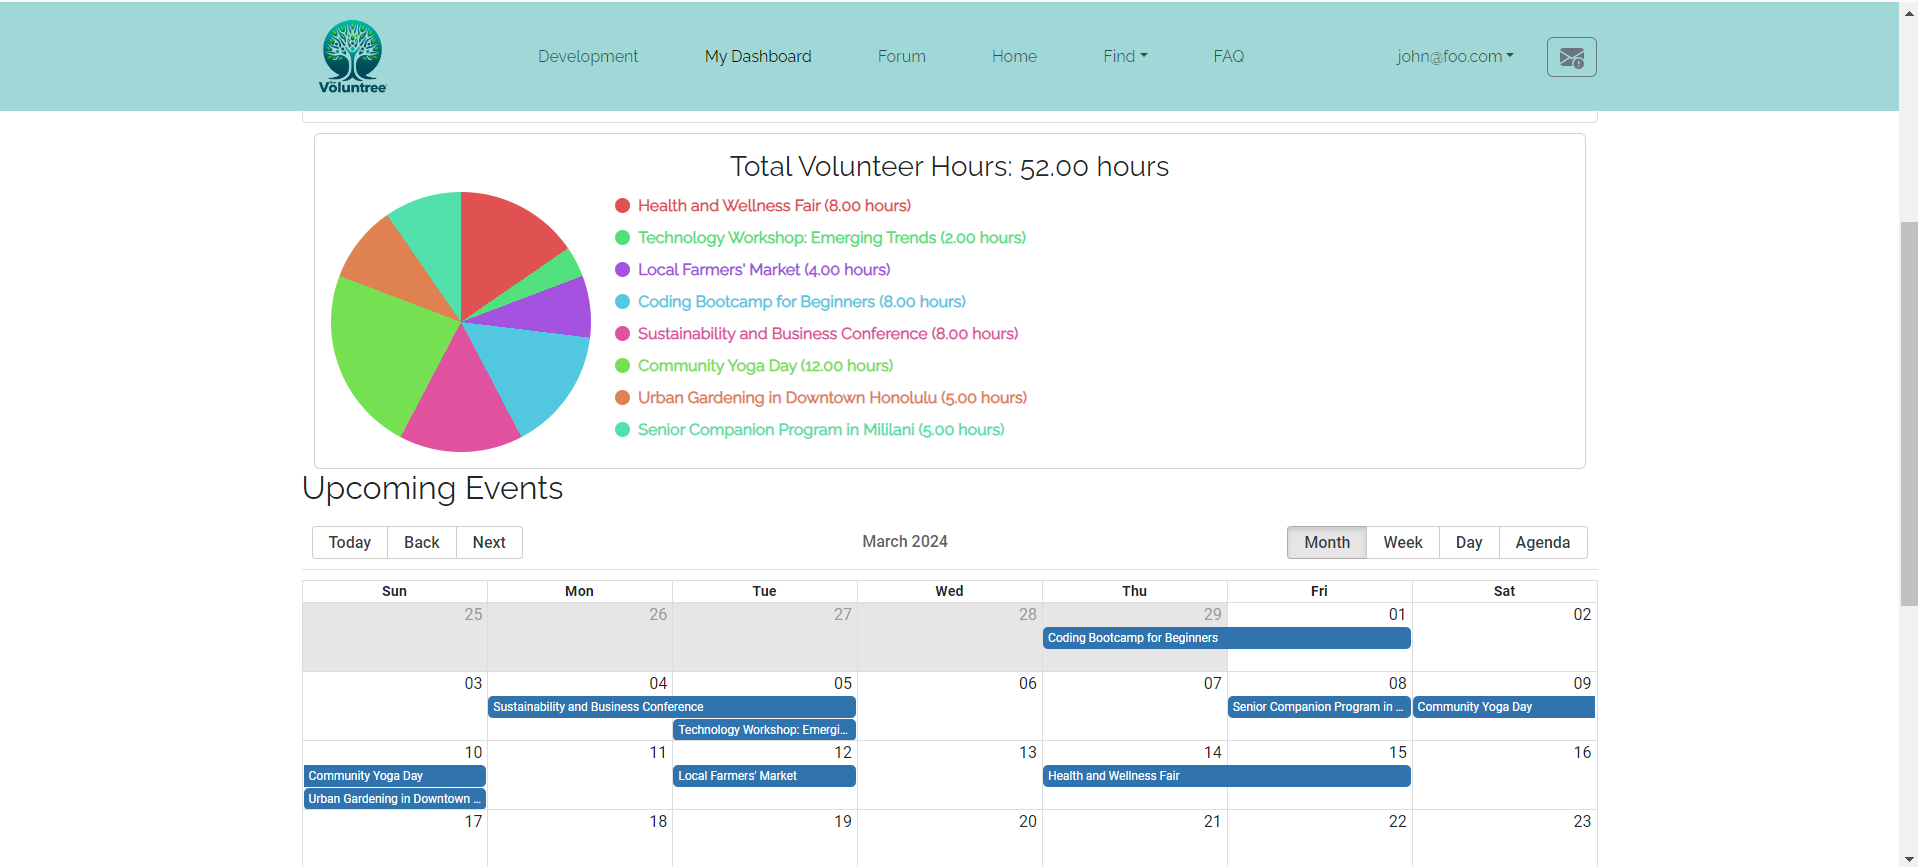 The Voluntree
Development My Dashboard Forum Home Find FAQ john@foo.com
Total Volunteer Hours: 52.00 hours
Health and Wellness Fair (8.00 hours)
Technology Workshop: Emerging Trends (2.00 hours)
Local Farmers' Market (4.00 hours)
Coding Bootcamp for Beginners (8.00 hours)
Sustainability and Business Conference (8.00 hours)
Community Yoga Day (12.00 hours)
Urban Gardening in Downtown Honolulu (5.00 hours)
Senior Companion Program in Mililani (5.00 hours)
Upcoming Events
Today Back Next March 2024 Month Week Day Agenda
Sun Mon Tue Wed Thu Fri Sat
25 26 27 28 29 01 02
Coding Bootcamp for Beginners
03 04 05 06 07 08 09
Sustainability and Business Conference Senior Companion Program in ... Community Yoga Day
Technology Workshop: Emergi...
10 11 12 13 14 15 16
Community Yoga Day Local Farmers' Market Health and Wellness Fair
Urban Gardening in Downtown ...
17 18 19 20 21 22 23